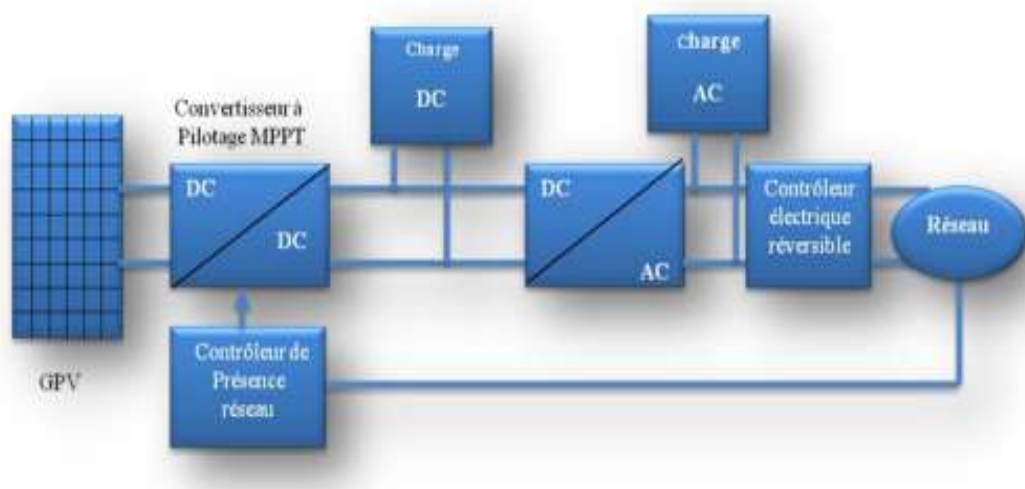 Charge
DC
Charge
AC
Convertisseur à
Pilotage MPPT
DC
DC
DC
AC
Contrôleur
électrique
réversible
Réseau
Contrôleur de
Présence
réseau
GPV